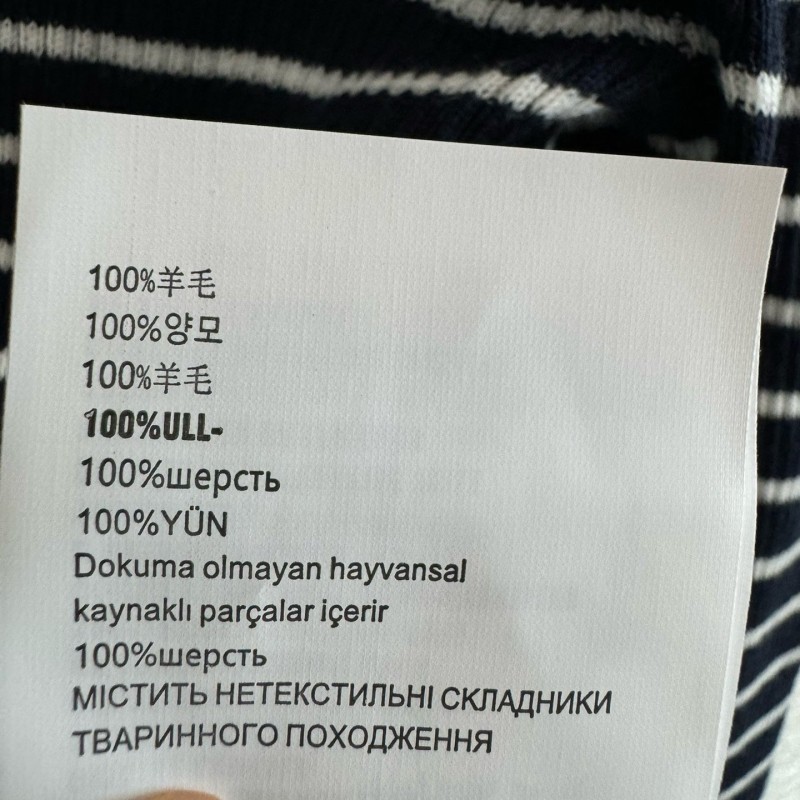 100%羊毛
100%양모
100%羊毛
100%ULL-
100%шерсть
100%YÜN
Dokuma olmayan hayvansal
kaynaklı parçalar içerir
100%шерсть
МІСТИТЬ НЕТЕКСТИЛЬНІ СКЛАДНИКИ
ТВАРИННОГО ПОХОДЖЕННЯ